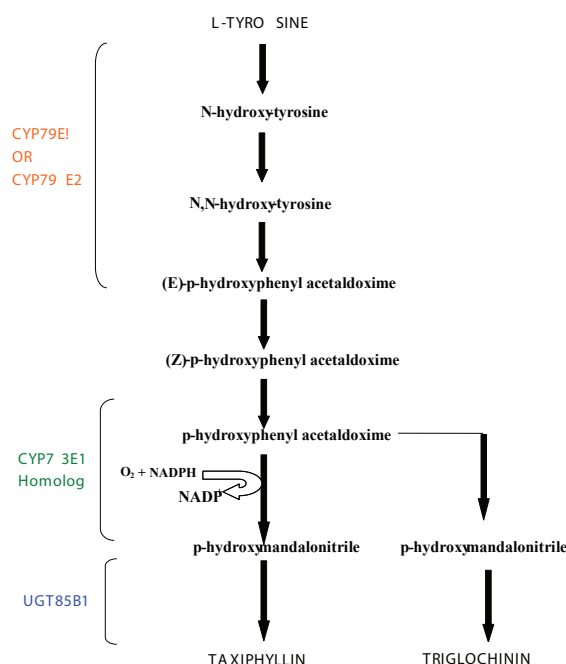 L-TYRO SINE
N-hydroxy-tyrosine
CYP79E!
OR
CYP79 E2
N,N-hydroxy-tyrosine
(E)-p-hydroxyphenyl acetaldoxime
(Z)-p-hydroxyphenyl acetaldoxime
p-hydroxyphenyl acetaldoxime
CYP7 3E1
Homolog
O₂ + NADPH
NADP
p-hydroxymandalonitrile
p-hydroxymandalonitrile
UGT85B1
TAXIPHYLLIN
TRIGLOCHININ